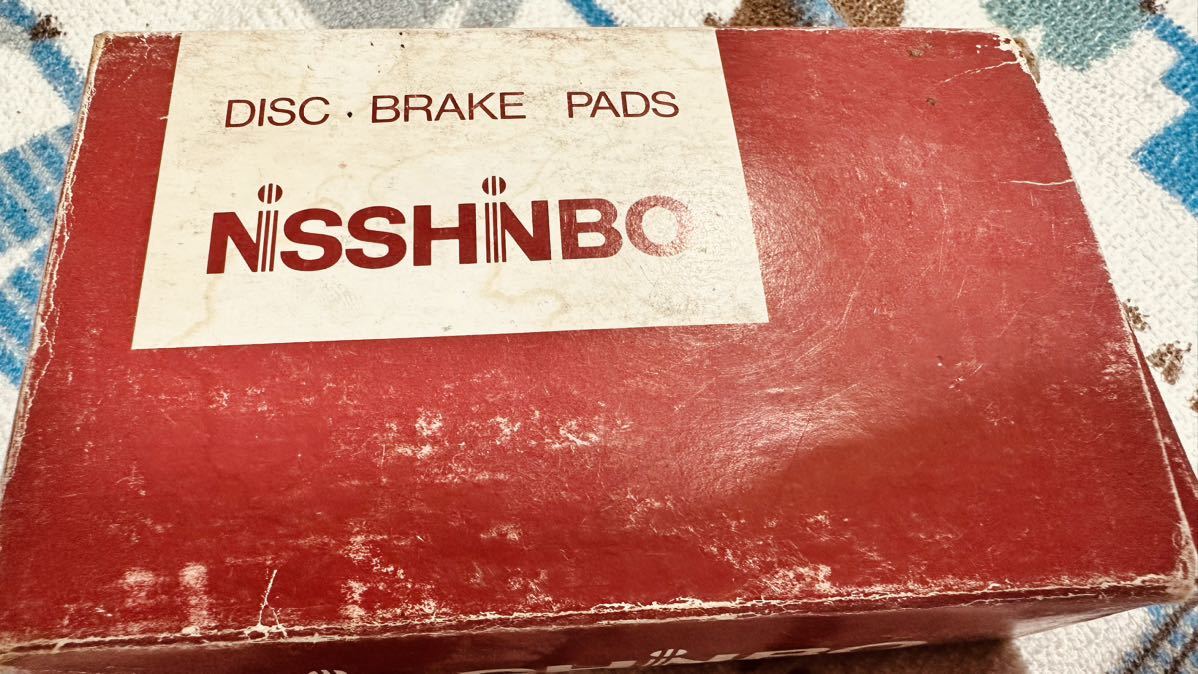 DISC · BRAKE PADS
NiSSHiNBO